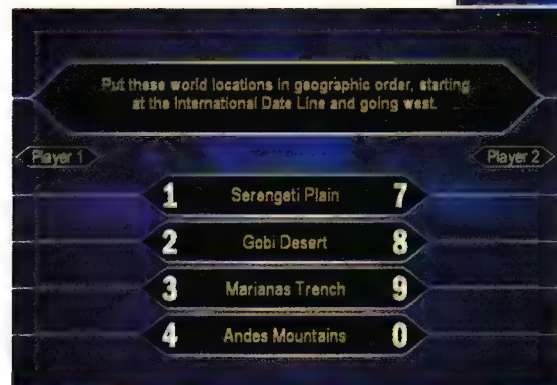 Put these world locations in geographic order, starting
at the International Date Line and going west.
Player 1
Player 2
1 Serengeti Plain 7
2 Gobi Desert 8
3 Marianas Trench 9
4 Andes Mountains 0